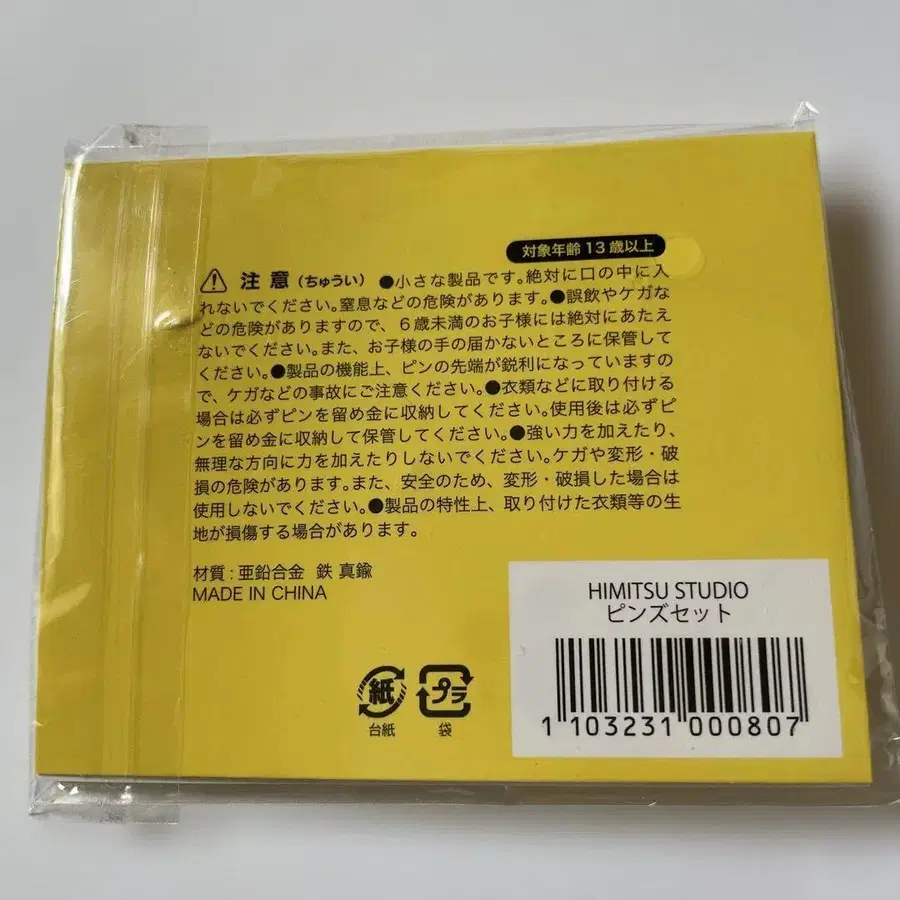 対象年齢 13 歳以上
注 意 (ちゅうい) ●小さな製品です。絶対に口の中に入
れないでください。窒息などの危険があります。●誤飲やケガな
どの危険がありますので、6歳未満のお子様には絶対にあたえ
ないでください。また、お子様の手の届かないところに保管して
ください。●製品の機能上、ピンの先端が鋭利になっていますの
で、ケガなどの事故にご注意ください。●衣類などに取り付ける
場合は必ずピンを留め金に収納してください。使用後は必ずピ
ンを留め金に収納して保管してください。●強い力を加えたり、
無理な方向に力を加えたりしないでください。ケガや変形・破
損の危険があります。また、安全のため、変形・破損した場合は
使用しないでください。●製品の特性上、取り付けた衣類等の生
地が損傷する場合があります。
材質 : 亜鉛合金 鉄 真鍮
MADE IN CHINA
紙
台紙
プラ
袋
HIMITSU STUDIO
ピンズセット
1 103231 000807